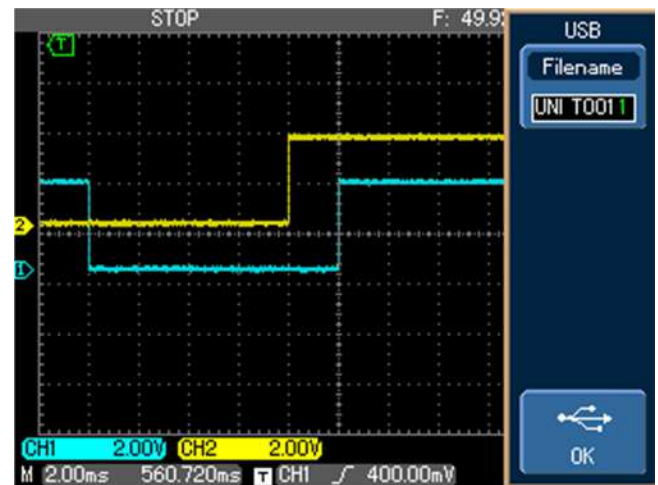 STOP
F: 49.9
USB
Filename
UNI T0011
T
2
1
CH1 2.00V CH2 2.00V
M 2.00ms 560.720ms T CH1 400.00mV
OK